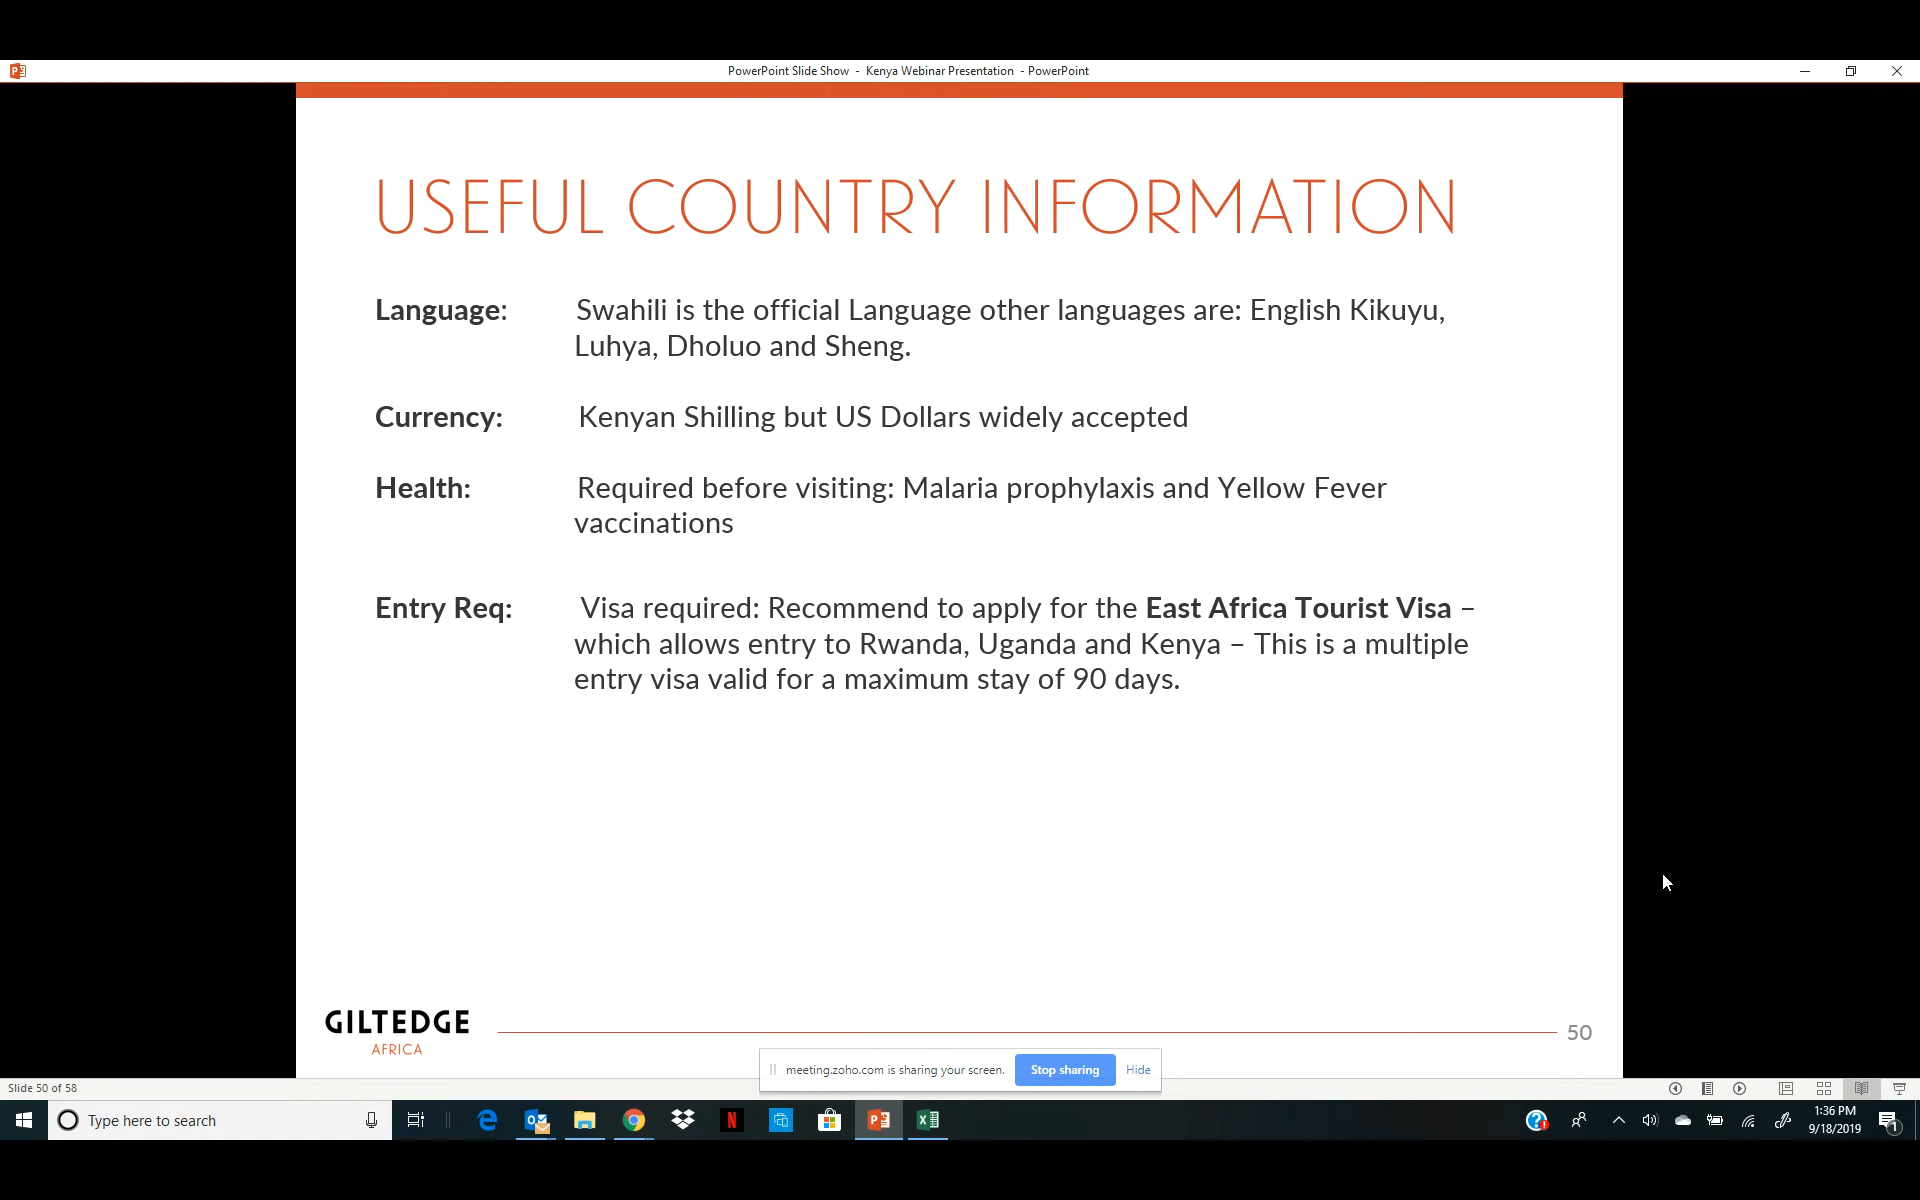 PowerPoint Slide Show - Kenya Webinar Presentation - PowerPoint
USEFUL COUNTRY INFORMATION
Language: Swahili is the official Language other languages are: English Kikuyu,
Luhya, Dholuo and Sheng.
Currency: Kenyan Shilling but US Dollars widely accepted
Health: Required before visiting: Malaria prophylaxis and Yellow Fever
vaccinations
Entry Req: Visa required: Recommend to apply for the East Africa Tourist Visa –
which allows entry to Rwanda, Uganda and Kenya – This is a multiple
entry visa valid for a maximum stay of 90 days.
GILTEDGE
AFRICA
50
meeting.zoho.com is sharing your screen. Stop sharing Hide
Slide 50 of 58
Type here to search
1:36 PM
9/18/2019
1